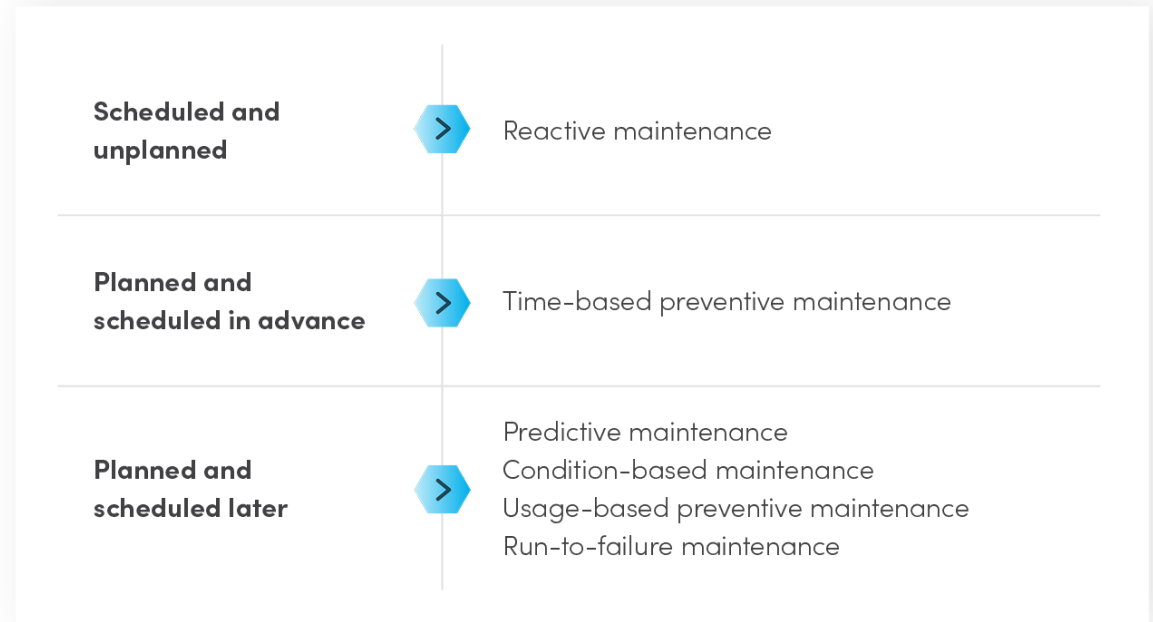 Scheduled and
unplanned
Reactive maintenance
Planned and
scheduled in advance
Time-based preventive maintenance
Planned and
scheduled later
Predictive maintenance
Condition-based maintenance
Usage-based preventive maintenance
Run-to-failure maintenance